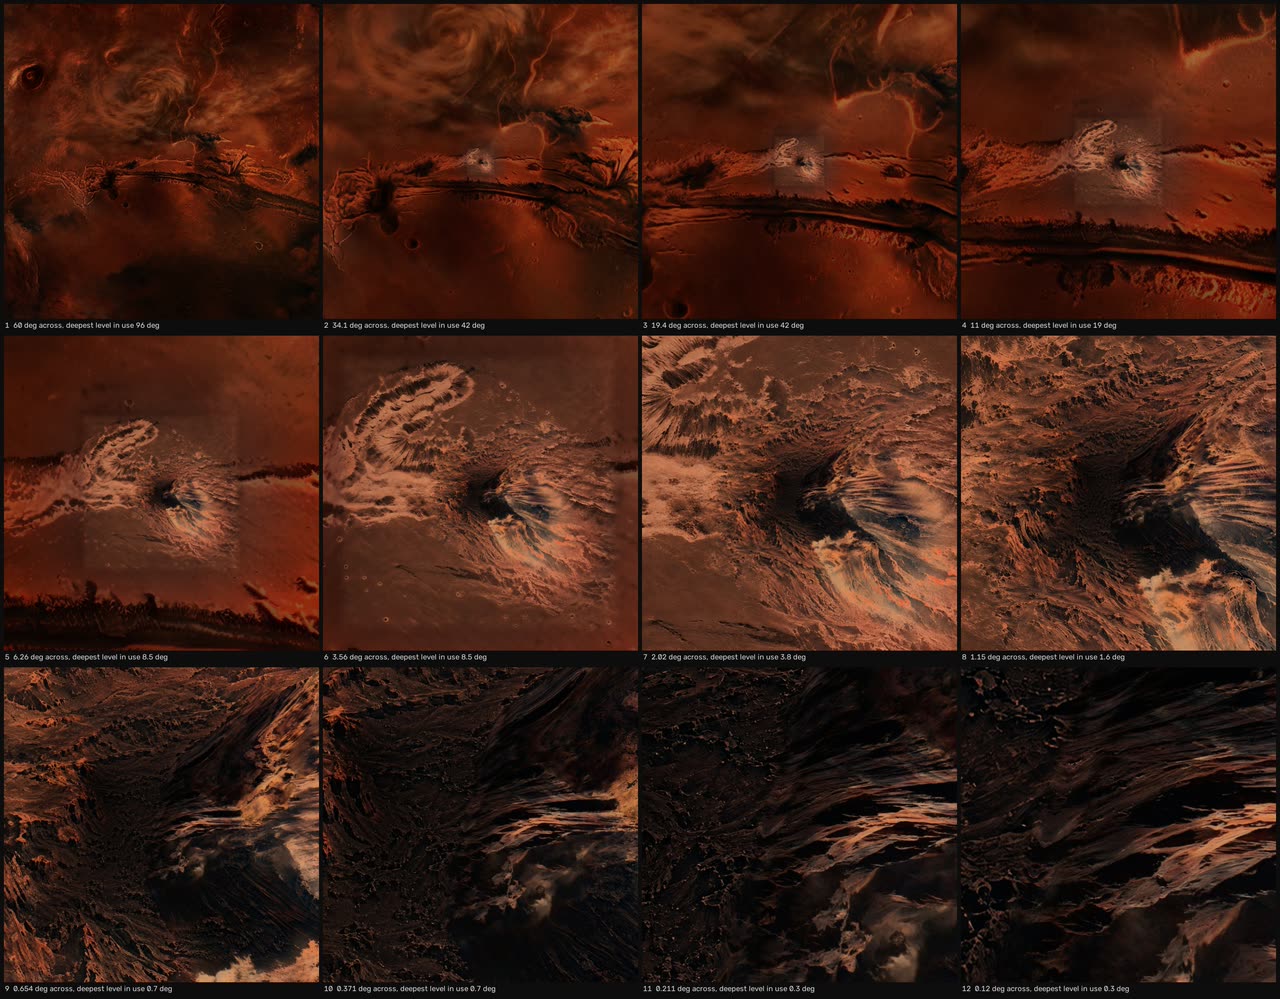 1 60 deg across, deepest level in use 96 deg
2 34.1 deg across, deepest level in use 42 deg
3 19.4 deg across, deepest level in use 42 deg
4 11 deg across, deepest level in use 19 deg
5 6.26 deg across, deepest level in use 8.5 deg
6 3.56 deg across, deepest level in use 8.5 deg
7 2.02 deg across, deepest level in use 3.8 deg
8 1.15 deg across, deepest level in use 1.6 deg
9 0.654 deg across, deepest level in use 0.7 deg
10 0.371 deg across, deepest level in use 0.7 deg
11 0.211 deg across, deepest level in use 0.3 deg
12 0.12 deg across, deepest level in use 0.3 deg